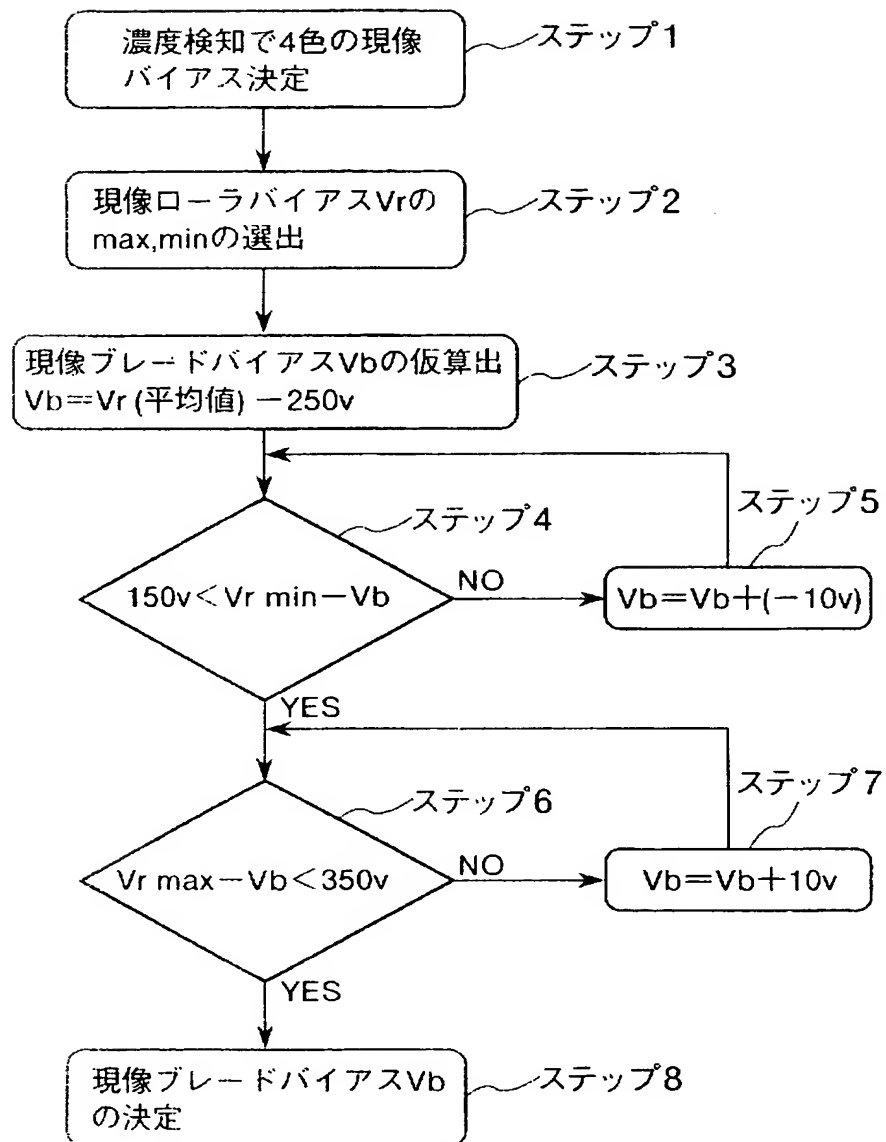 濃度検知で4色の現像
バイアス決定
ステップ1
現像ローラバイアスVrの
max,minの選出
ステップ2
現像ブレードバイアスVbの仮算出
Vb=Vr (平均値) −250v
ステップ3
ステップ4
ステップ5
150v<Vr min−Vb
NO
Vb=Vb+(−10v)
YES
ステップ6
ステップ7
Vr max−Vb<350v
NO
Vb=Vb+10v
YES
現像ブレードバイアスVb
の決定
ステップ8